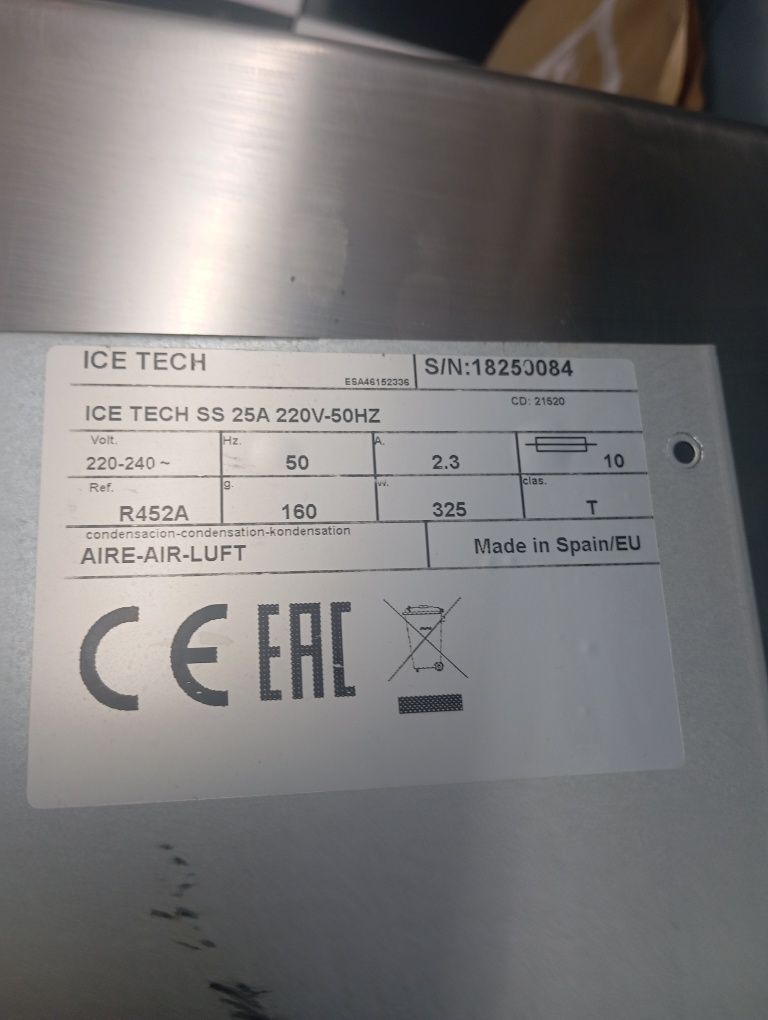 ICE TECH
ESA46152336
S/N:18250084
ICE TECH SS 25A 220V-50HZ
CD: 21520
Volt. Hz. A.
220-240 ~ 50 2.3 10
Ref. g. w. clas.
R452A 160 325 T
condensacion-condensation-kondensation
AIRE-AIR-LUFT
Made in Spain/EU
CE EAC